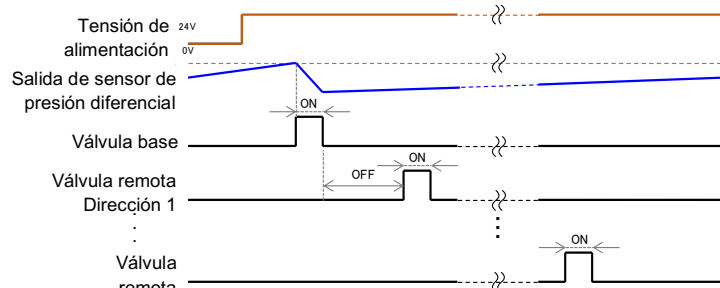 Tensión de
alimentación
24V
0V
Salida de sensor de
presión diferencial
ON
Válvula base
ON
Válvula remota
Dirección 1
OFF
ON
Válvula
remota